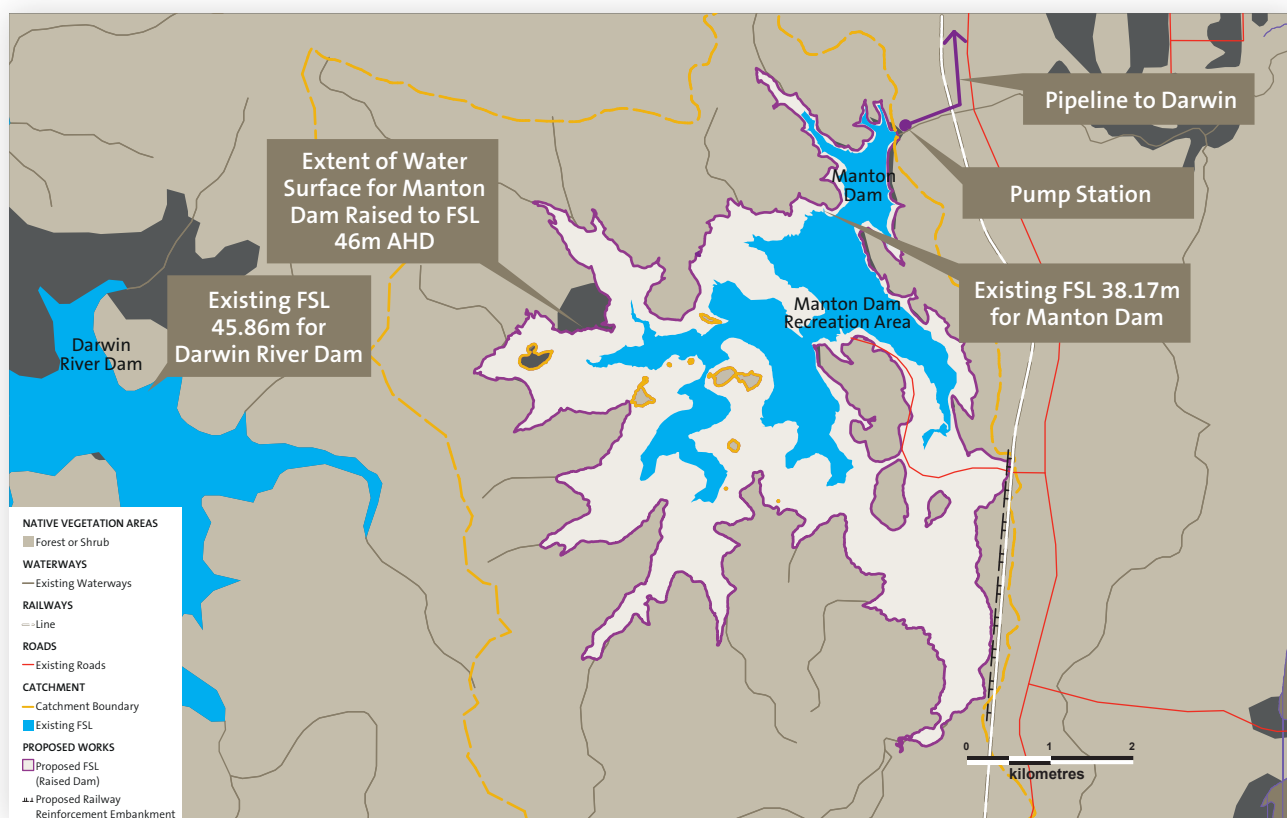 Pipeline to Darwin
Extent of Water
Surface for Manton
Dam Raised to FSL
46m AHD
Manton
Dam
Pump Station
Existing FSL
45.86m for
Darwin River Dam
Existing FSL 38.17m
for Manton Dam
Manton Dam
Recreation Area
Darwin
River Dam
NATIVE VEGETATION AREAS
Forest or Shrub
WATERWAYS
Existing Waterways
RAILWAYS
Line
ROADS
Existing Roads
CATCHMENT
Catchment Boundary
Existing FSL
PROPOSED WORKS
Proposed FSL
(Raised Dam)
Proposed Railway
Reinforcement Embankment
0 1 2
kilometres